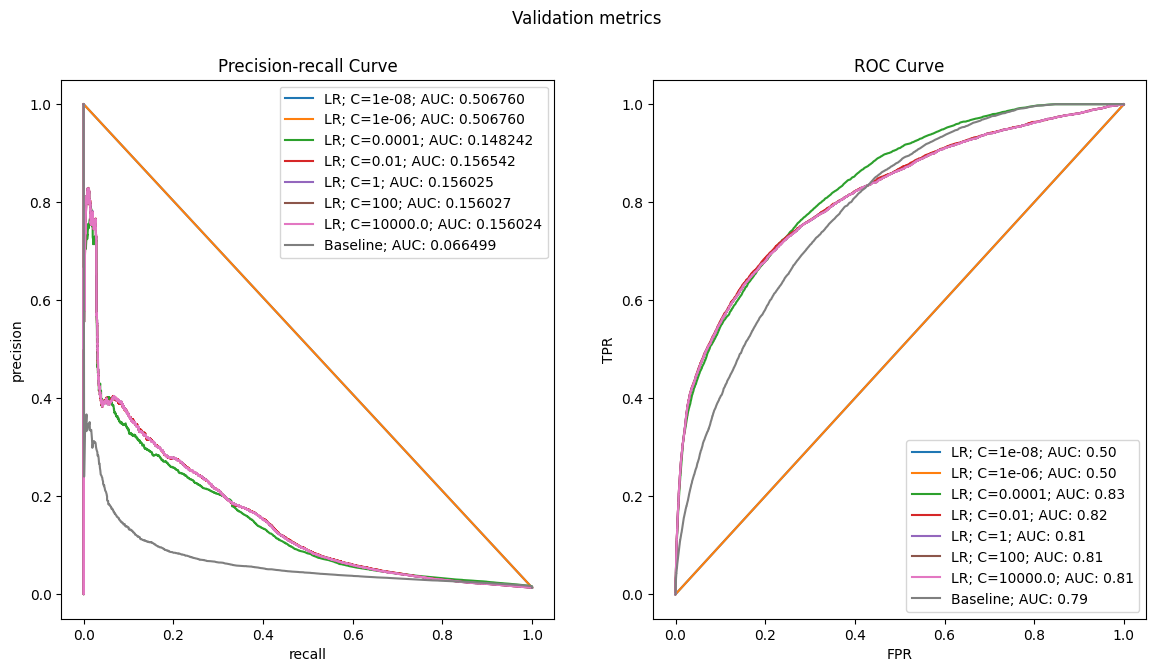 Validation metrics
Precision-recall Curve
LR; C=1e-08; AUC: 0.506760
LR; C=1e-06; AUC: 0.506760
LR; C=0.0001; AUC: 0.148242
LR; C=0.01; AUC: 0.156542
LR; C=1; AUC: 0.156025
LR; C=100; AUC: 0.156027
LR; C=10000.0; AUC: 0.156024
Baseline; AUC: 0.066499
precision
1.0
0.8
0.6
0.4
0.2
0.0
0.0 0.2 0.4 0.6 0.8 1.0
recall
ROC Curve
TPR
1.0
0.8
0.6
0.4
0.2
0.0
LR; C=1e-08; AUC: 0.50
LR; C=1e-06; AUC: 0.50
LR; C=0.0001; AUC: 0.83
LR; C=0.01; AUC: 0.82
LR; C=1; AUC: 0.81
LR; C=100; AUC: 0.81
LR; C=10000.0; AUC: 0.81
Baseline; AUC: 0.79
0.0 0.2 0.4 0.6 0.8 1.0
FPR